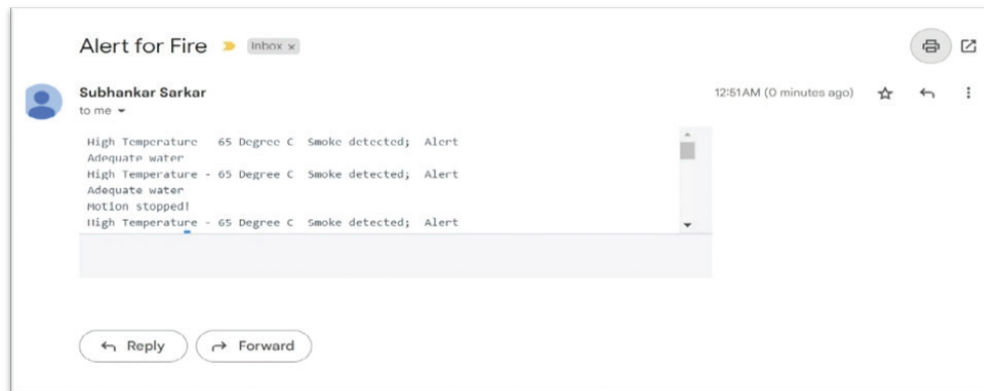 Alert for Fire Inbox ×
Subhankar Sarkar 12:51AM (0 minutes ago)
to me
High Temperature 65 Degree C Smoke detected; Alert
Adequate water
High Temperature - 65 Degree C Smoke detected; Alert
Adequate water
Motion stopped!
High Temperature - 65 Degree C Smoke detected; Alert
Reply Forward